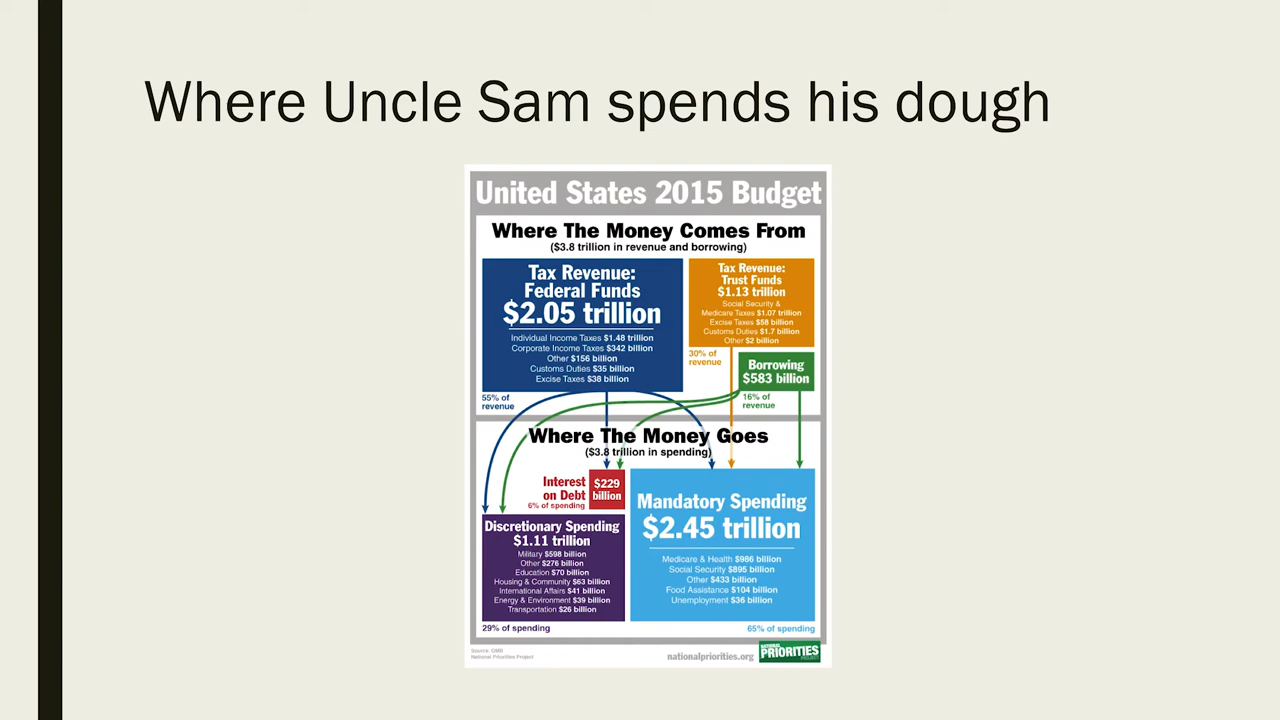 Where Uncle Sam spends his dough
United States 2015 Budget
Where The Money Comes From
($3.8 trillion in revenue and borrowing)
Tax Revenue:
Federal Funds
$2.05 trillion
Individual Income Taxes $1.48 trillion
Corporate Income Taxes $342 billion
Other $156 billion
Customs Duties $35 billion
Excise Taxes $38 billion
55% of
revenue
Tax Revenue:
Trust Funds
$1.13 trillion
Social Security &
Medicare Taxes $1.07 trillion
Excise Taxes $58 billion
Customs Duties $1.7 billion
Other $2 billion
30% of
revenue
Borrowing
$583 billion
16% of
revenue
Where The Money Goes
($3.8 trillion in spending)
Interest
on Debt
6% of spending
$229
billion
Discretionary Spending
$1.11 trillion
Military $598 billion
Other $276 billion
Education $70 billion
Housing & Community $63 billion
International Affairs $41 billion
Energy & Environment $39 billion
Transportation $26 billion
29% of spending
Mandatory Spending
$2.45 trillion
Medicare & Health $986 billion
Social Security $895 billion
Other $433 billion
Food Assistance $104 billion
Unemployment $36 billion
65% of spending
Source: OMB
National Priorities Project
nationalpriorities.org
NATIONAL
PRIORITIES
PROJECT